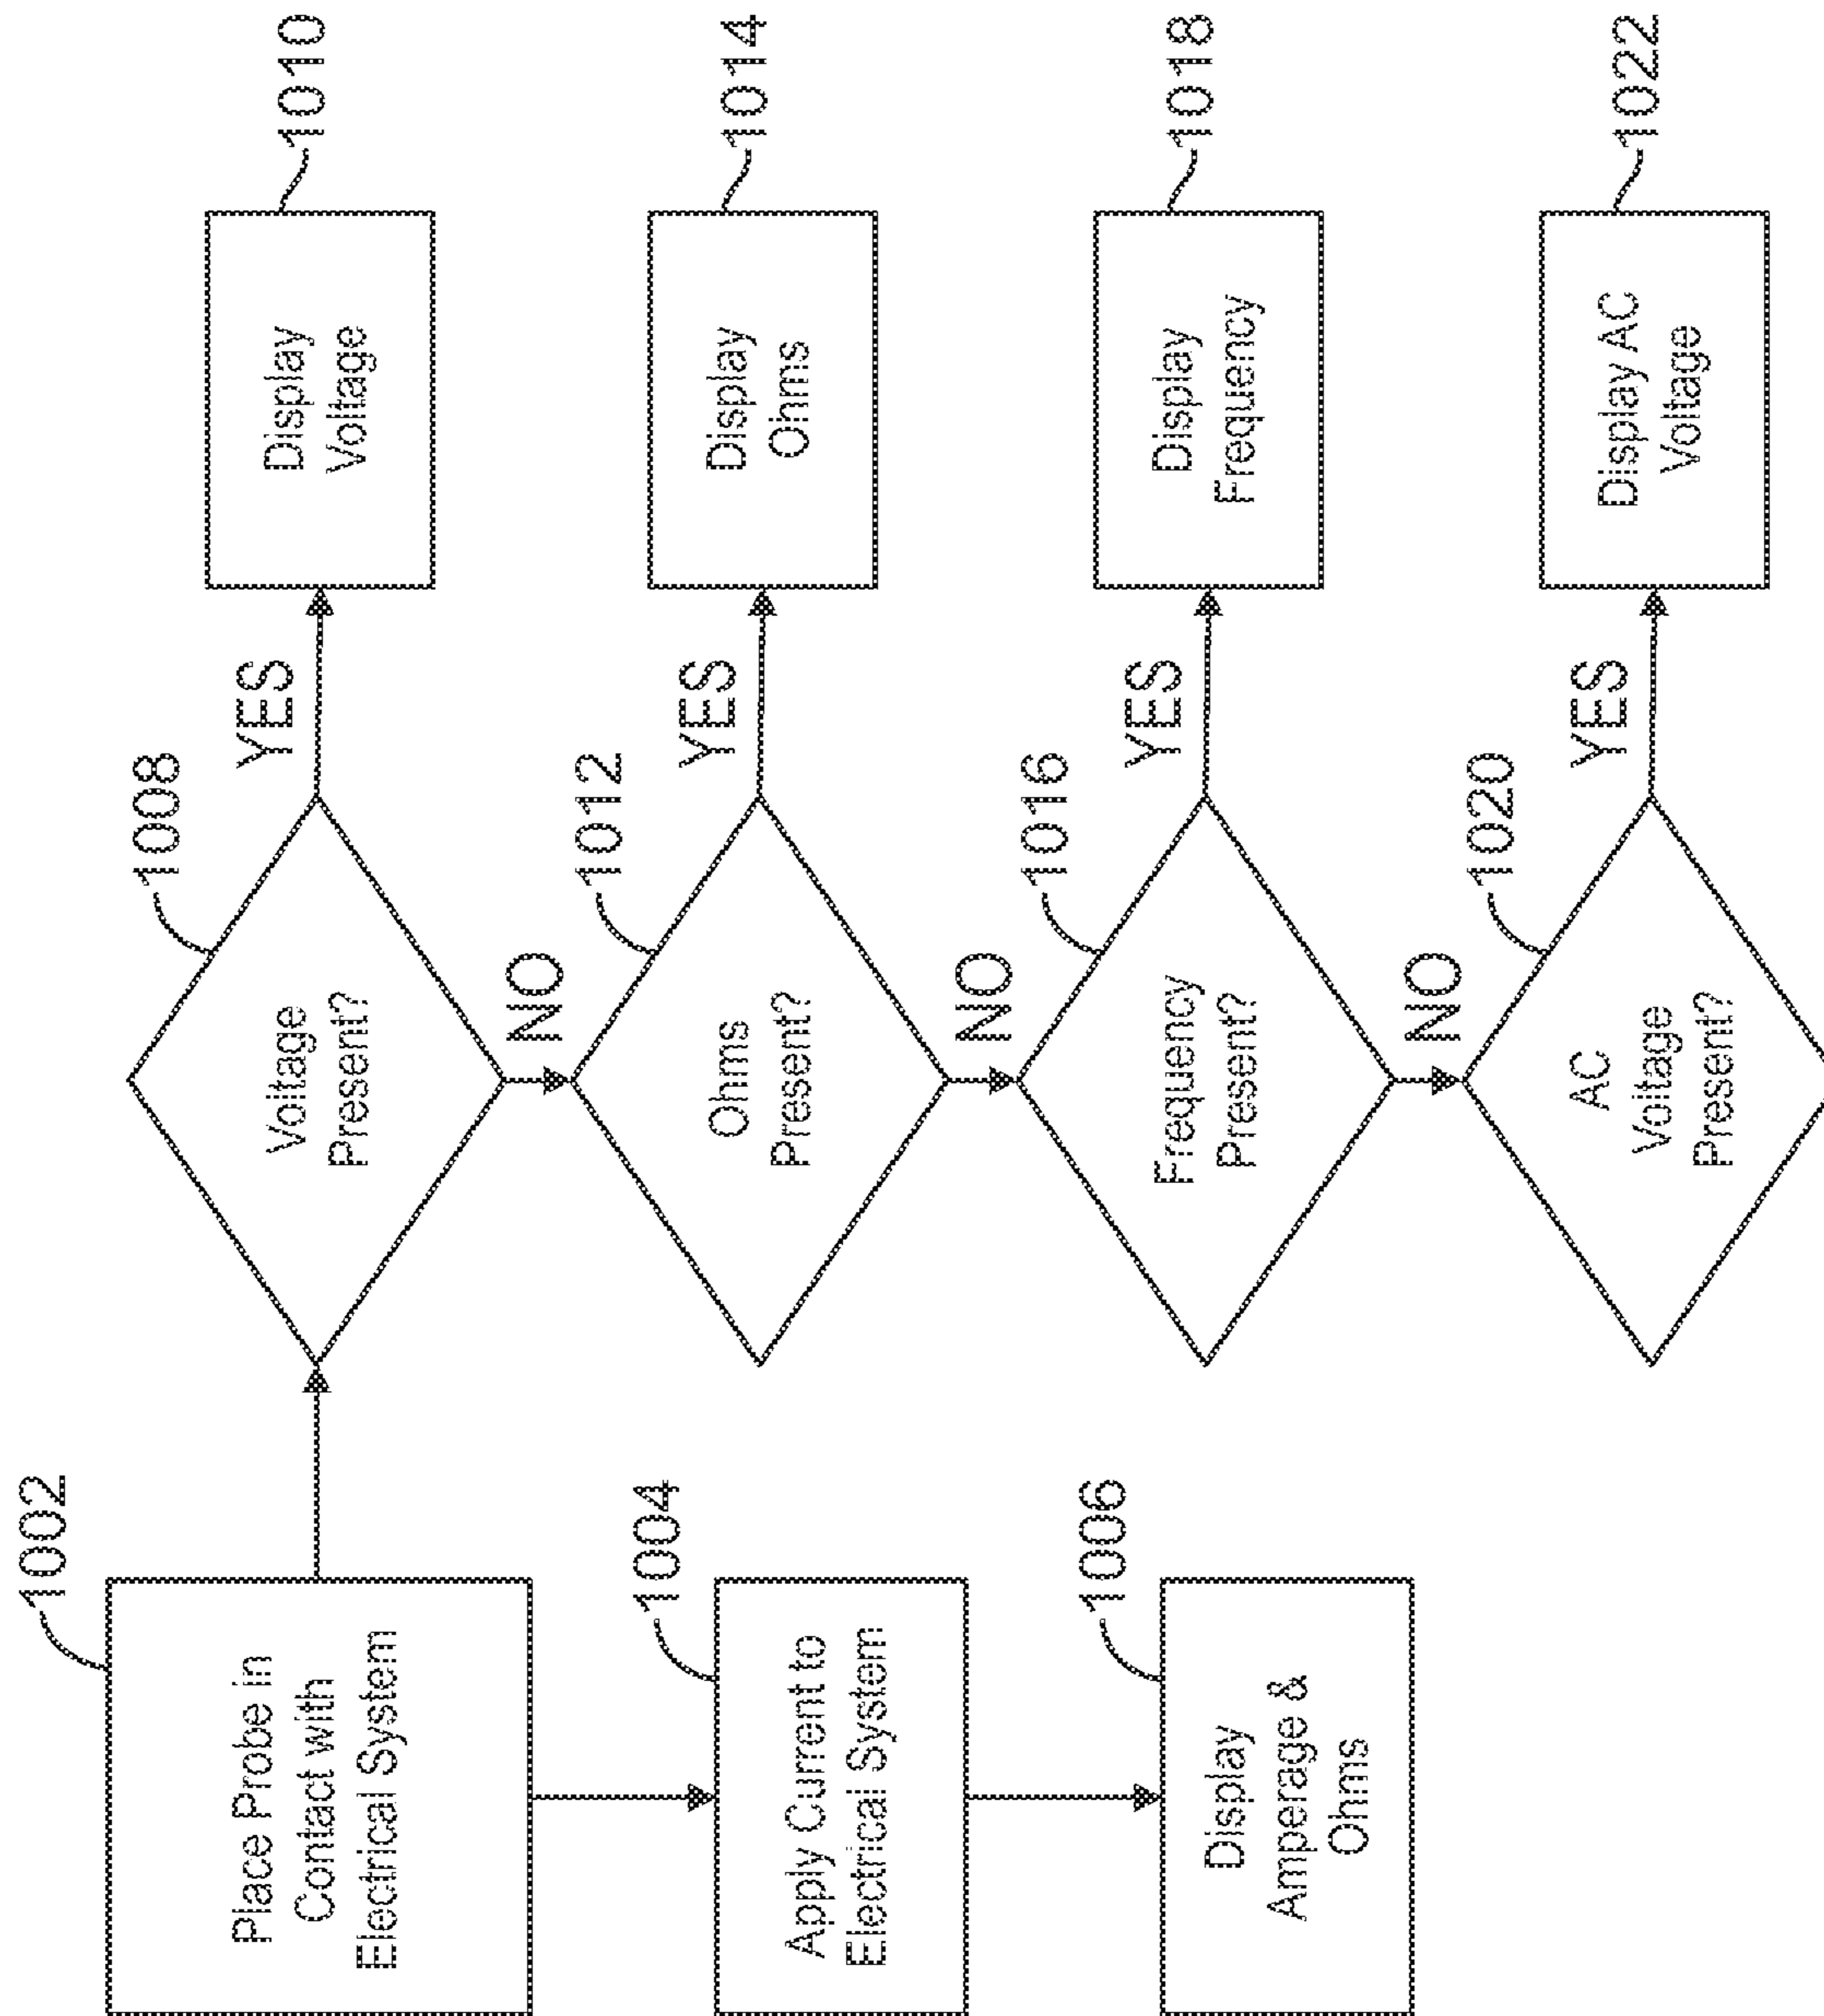 1002
Place Probe in
Contact with
Electrical System
1004
Apply Current to
Electrical System
1006
Display
Amperage &
Ohms
1008
Voltage
Present?
YES
1010
Display
Voltage
NO
1012
Ohms
Present?
YES
1014
Display
Ohms
NO
1016
Frequency
Present?
YES
1018
Display
Frequency
NO
1020
AC
Voltage
Present?
YES
1022
Display AC
Voltage